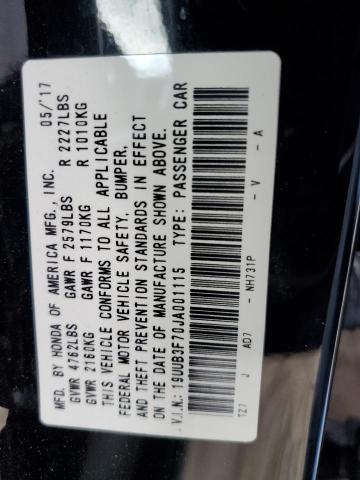 MFD. BY HONDA OF AMERICA MFG., INC. 05/'17
GVWR 4762LBS GAWR F 2579LBS R 2227LBS
GVWR 2160KG GAWR F 1170KG R 1010KG
THIS VEHICLE CONFORMS TO ALL APPLICABLE
FEDERAL MOTOR VEHICLE SAFETY, BUMPER,
AND THEFT PREVENTION STANDARDS IN EFFECT
ON THE DATE OF MANUFACTURE SHOWN ABOVE.
V.I.N.: 19UUB3F70JA001115 TYPE: PASSENGER CAR
TZ7 J AD7 - NH731P - V - A